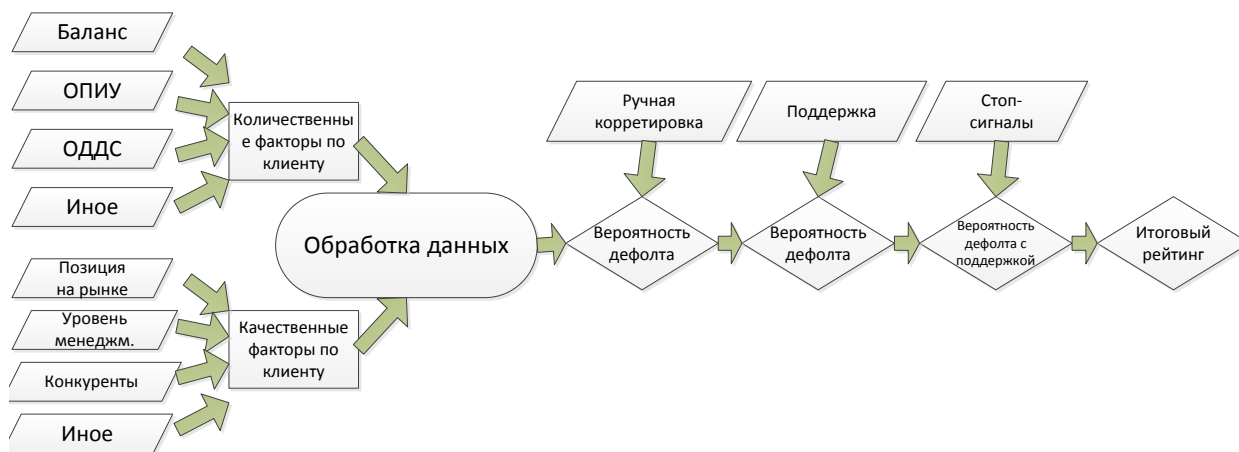 Баланс
ОПИУ
ОДДС
Иное
Количественны
е факторы по
клиенту
Позиция
на рынке
Уровень
менеджм.
Конкуренты
Иное
Качественные
факторы по
клиенту
Обработка данных
Ручная
корретировка
Поддержка
Стоп-
сигналы
Вероятность
дефолта
Вероятность
дефолта
Вероятность
дефолта с
поддержкой
Итоговый
рейтинг